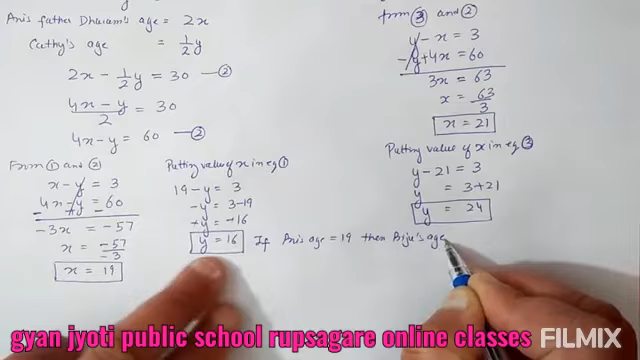 Ani's father Dharam's age = 2x
Cathy's age = 1/2 y
2x - 1/2 y = 30 —②
4x - y / 2 = 30
4x - y = 60 —②
From ① and ②
x - y = 3
4x - y = 60
- + -
-3x = -57
x = -57/-3
x = 19
Putting value of x in eq ①
19 - y = 3
-y = 3-19
+y = +16
y = 16
If Ani's age = 19 then Biju's age
from ③ and ②
y - x = 3
-y + 4x = 60
3x = 63
x = 63/3
x = 21
Putting value of x in eq ③
y - 21 = 3
y = 3+21
y = 24
gyan jyoti public school rupsagare online classes
FILMIX